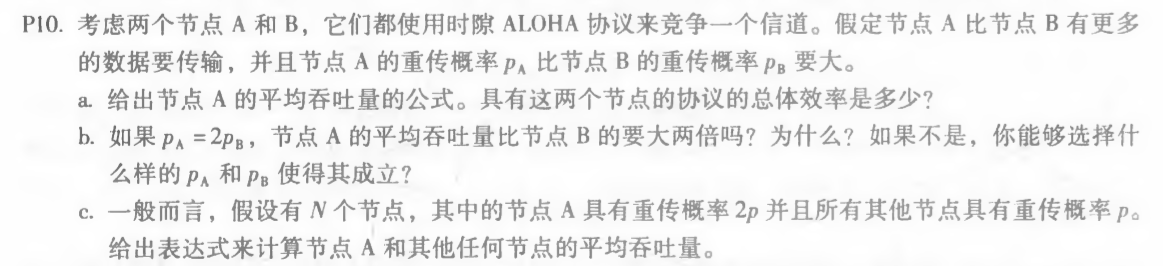 P10. 考虑两个节点 A 和 B，它们都使用时隙 ALOHA 协议来竞争一个信道。假定节点 A 比节点 B 有更多
的数据要传输，并且节点 A 的重传概率 pA 比节点 B 的重传概率 pB 要大。
a. 给出节点 A 的平均吞吐量的公式。具有这两个节点的协议的总体效率是多少？
b. 如果 pA = 2pB，节点 A 的平均吞吐量比节点 B 的要大两倍吗？为什么？如果不是，你能够选择什
么样的 pA 和 pB 使得其成立？
c. 一般而言，假设有 N 个节点，其中的节点 A 具有重传概率 2p 并且所有其他节点具有重传概率 p。
给出表达式来计算节点 A 和其他任何节点的平均吞吐量。